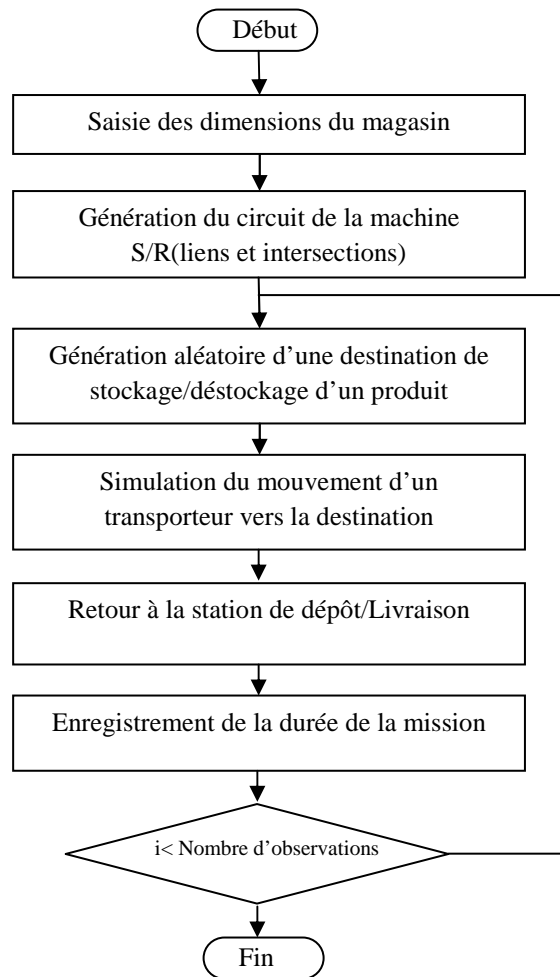 Début
Saisie des dimensions du magasin
Génération du circuit de la machine
S/R(liens et intersections)
Génération aléatoire d’une destination de
stockage/déstockage d’un produit
Simulation du mouvement d’un
transporteur vers la destination
Retour à la station de dépôt/Livraison
Enregistrement de la durée de la mission
i< Nombre d’observations
Fin